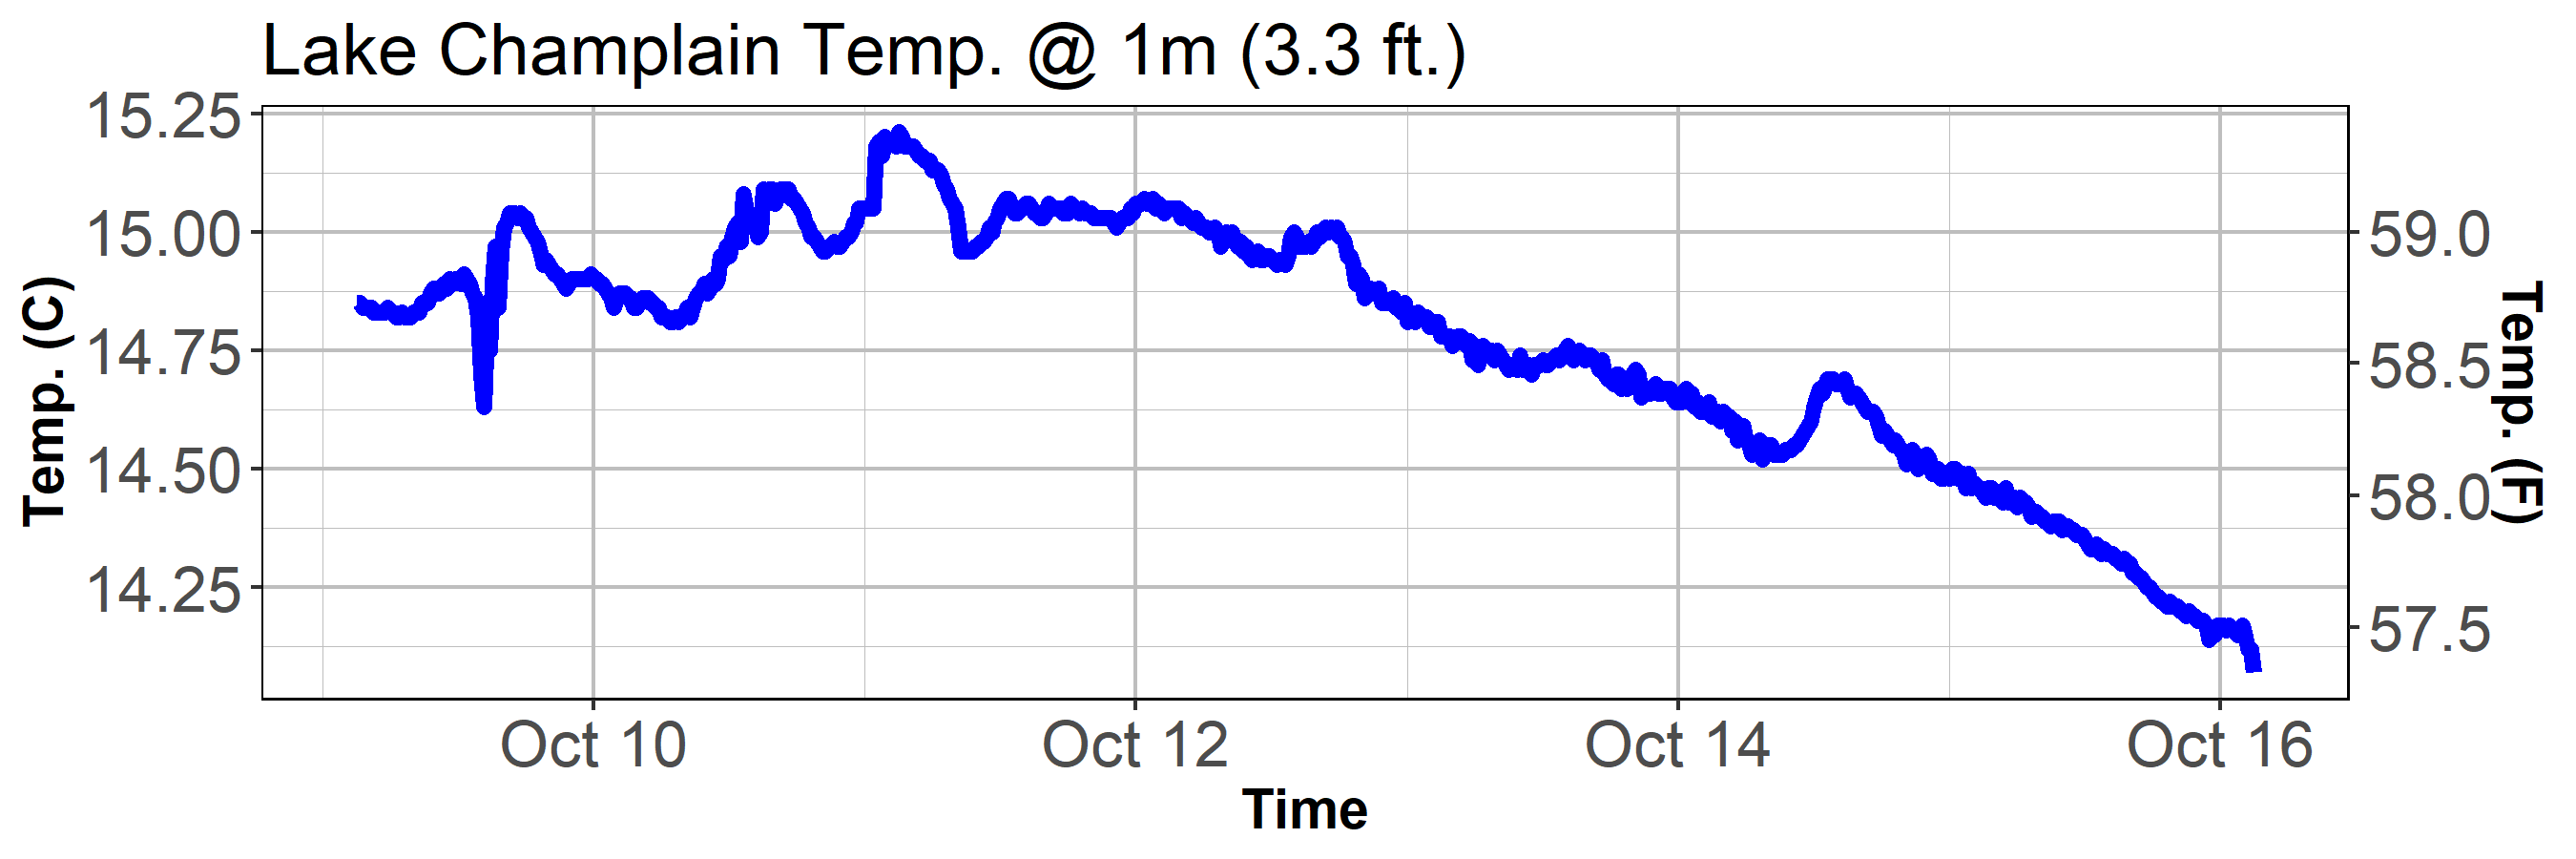 Lake Champlain Temp. @ 1m (3.3 ft.)
Temp. (C)
15.25
15.00
14.75
14.50
14.25
59.0
58.5
58.0
57.5
Temp. (F)
Oct 10
Oct 12
Oct 14
Oct 16
Time